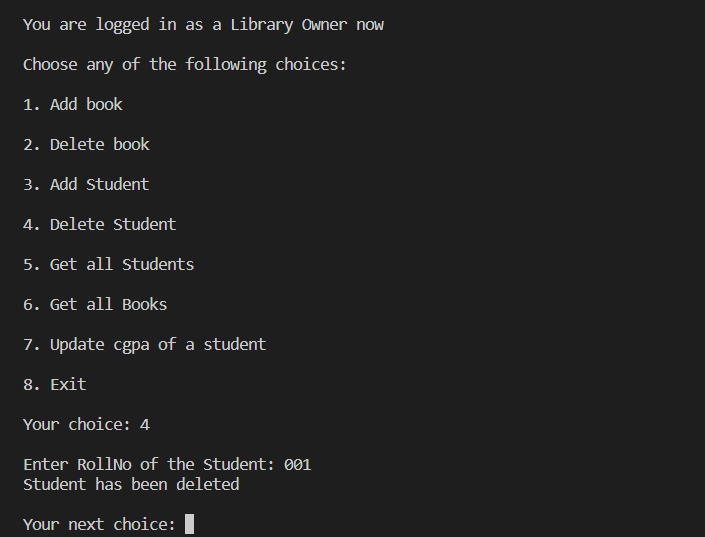 You are logged in as a Library Owner now
Choose any of the following choices:
1. Add book
2. Delete book
3. Add Student
4. Delete Student
5. Get all Students
6. Get all Books
7. Update cgpa of a student
8. Exit
Your choice: 4
Enter RollNo of the Student: 001
Student has been deleted
Your next choice: